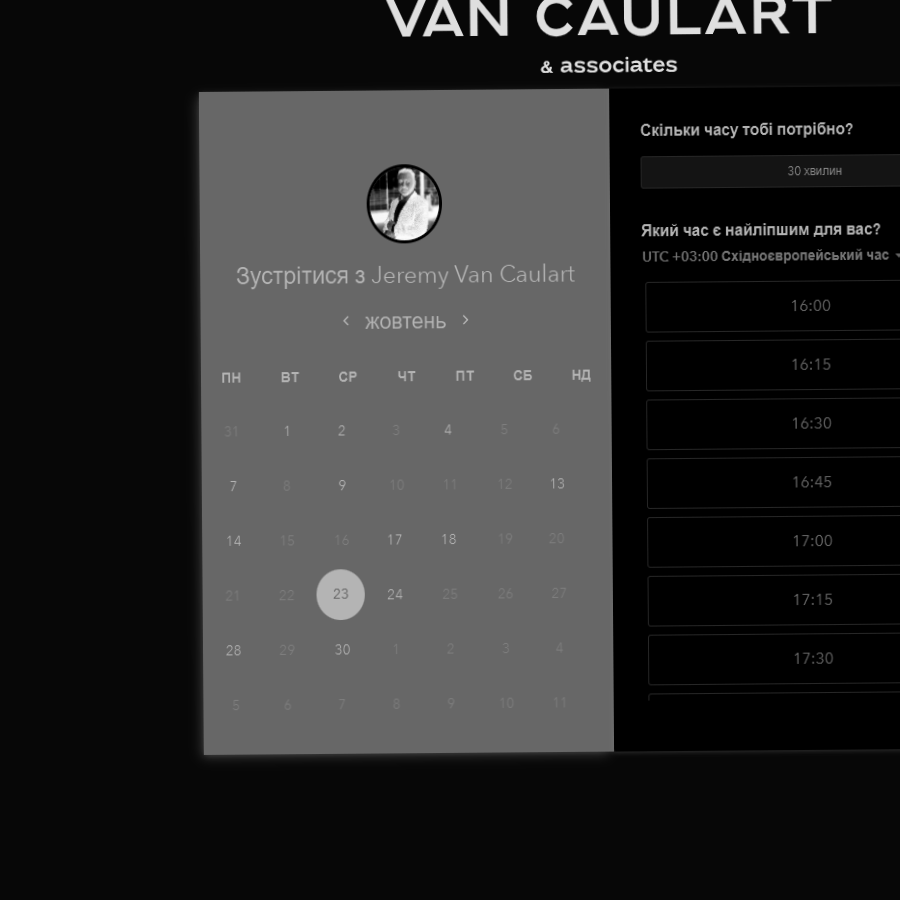 VAN CAULART
& associates
Зустрітися з Jeremy Van Caulart
жовтень
ПН ВТ СР ЧТ ПТ СБ НД
31 1 2 3 4 5 6
7 8 9 10 11 12 13
14 15 16 17 18 19 20
21 22 23 24 25 26 27
28 29 30 1 2 3 4
5 6 7 8 9 10 11
Скільки часу тобі потрібно?
30 хвилин
Який час є найліпшим для вас?
UTC +03:00 Східноєвропейський час
16:00
16:15
16:30
16:45
17:00
17:15
17:30